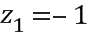 z₁ =– 1